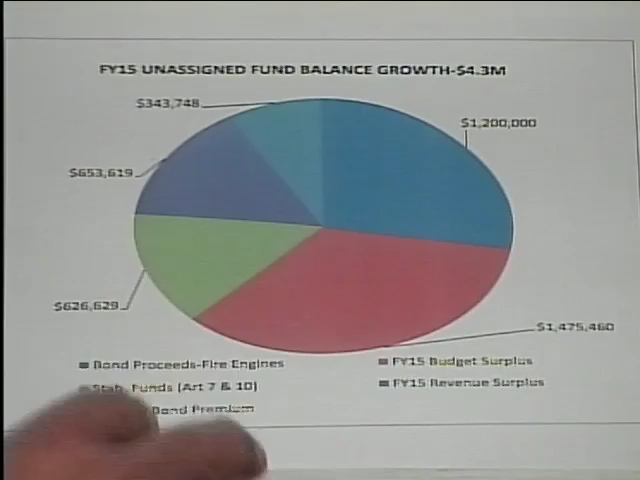 FY15 UNASSIGNED FUND BALANCE GROWTH-$4.3M
$343,748
$1,200,000
$653,619
$626,629
$1,475,460
Bond Proceeds-Fire Engines
FY15 Budget Surplus
Stab. Funds (Art 7 & 10)
FY15 Revenue Surplus
Bond Premium